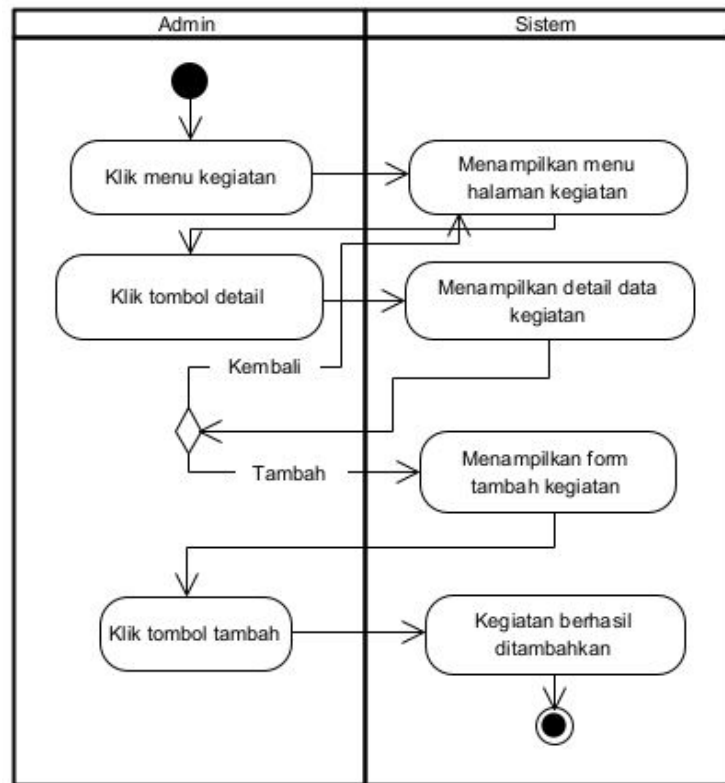 Admin
Sistem
Klik menu kegiatan
Menampilkan menu
halaman kegiatan
Klik tombol detail
Menampilkan detail data
kegiatan
Kembali
Tambah
Menampilkan form
tambah kegiatan
Klik tombol tambah
Kegiatan berhasil
ditambahkan